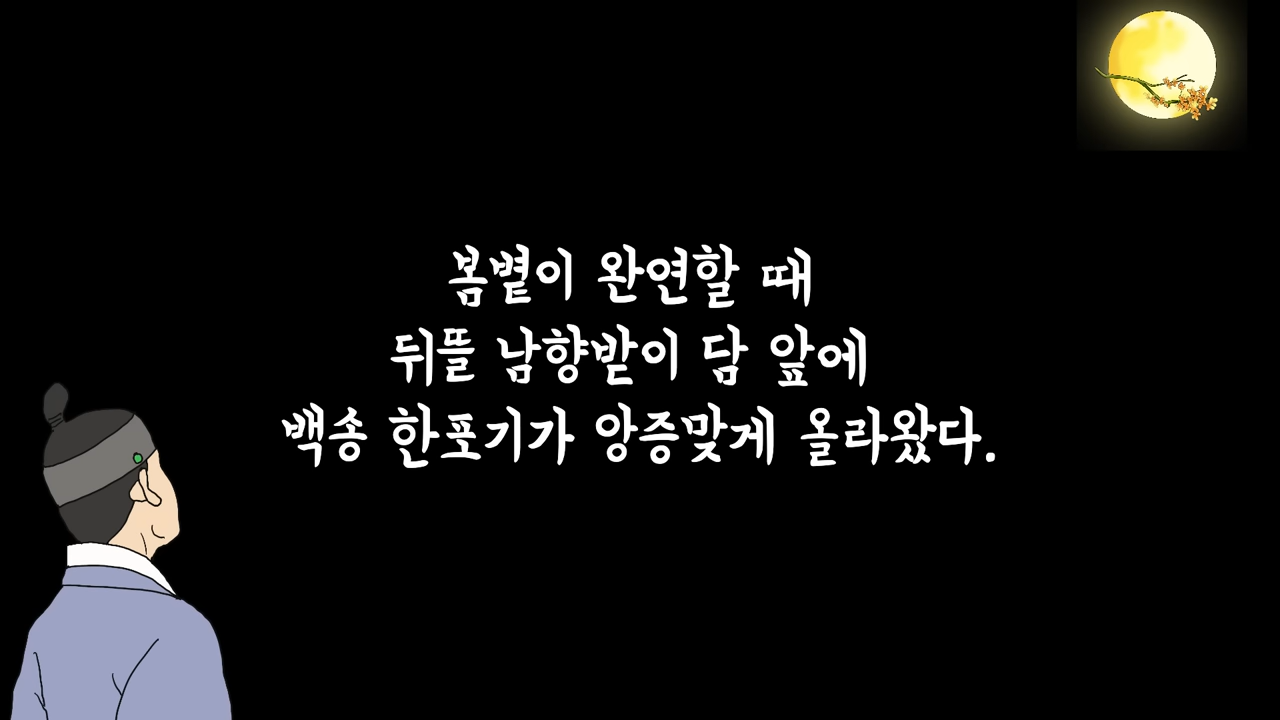 봄볕이 완연할 때
뒤뜰 남향받이 담 앞에
백송 한포기가 앙증맞게 올라왔다.